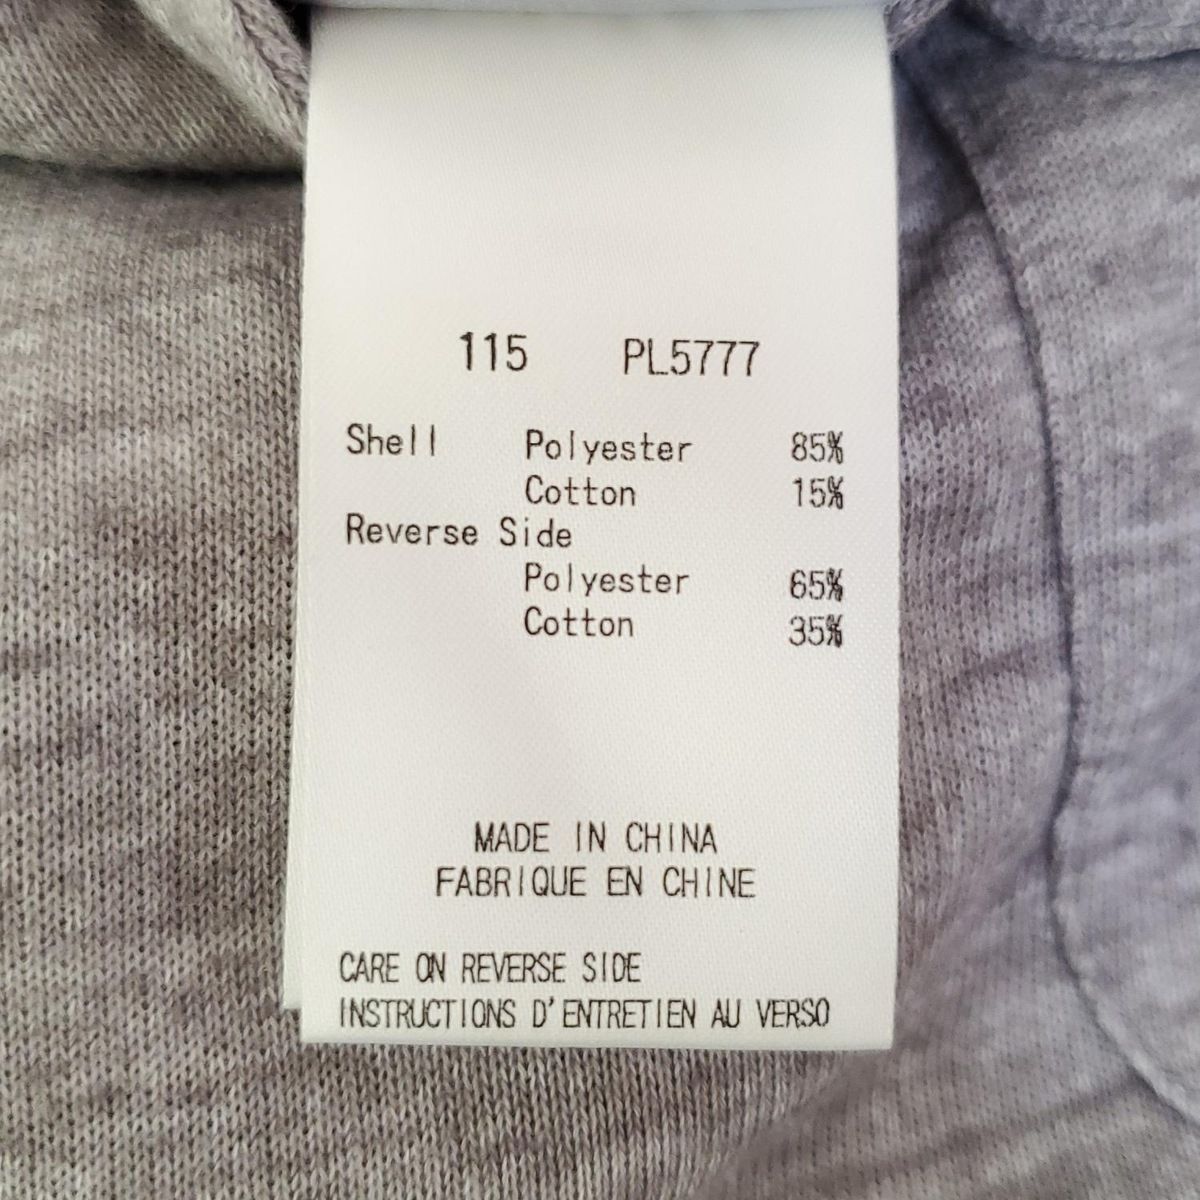 115 PL5777
Shell Polyester 85%
Cotton 15%
Reverse Side
Polyester 65%
Cotton 35%
MADE IN CHINA
FABRIQUE EN CHINE
CARE ON REVERSE SIDE
INSTRUCTIONS D'ENTRETIEN AU VERSO